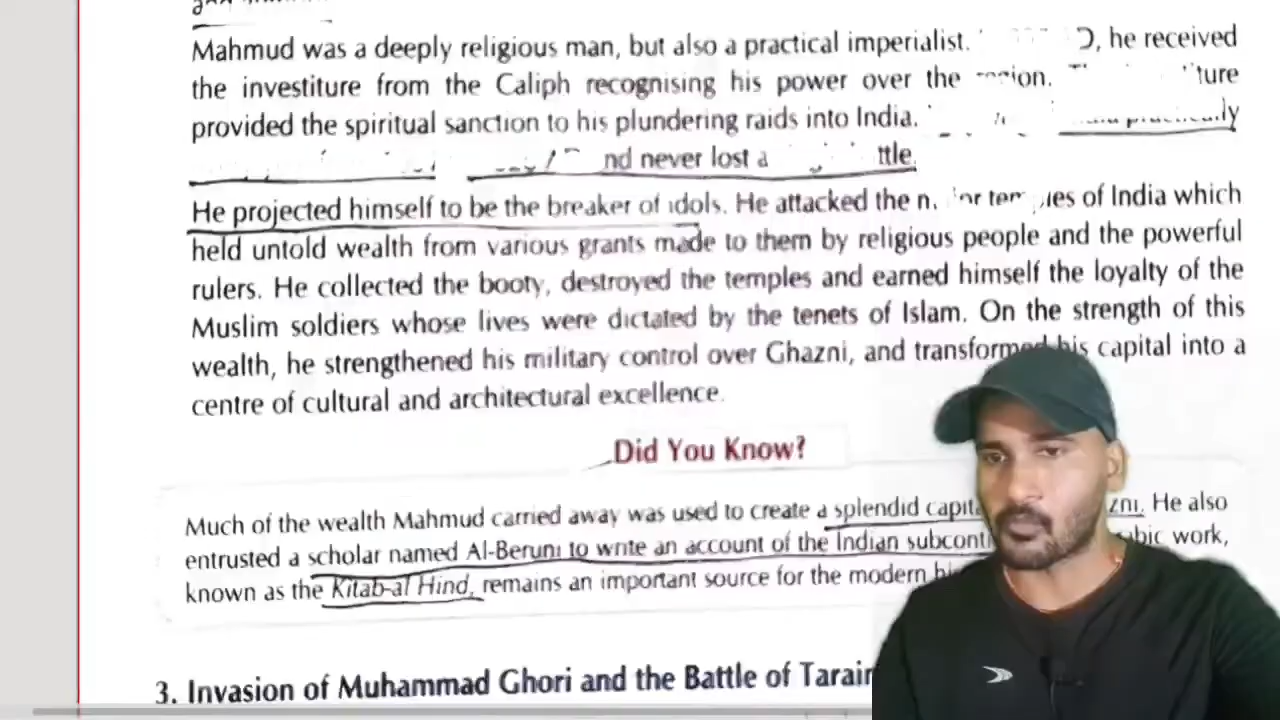 Mahmud was a deeply religious man, but also a practical imperialist. he received
the investiture from the Caliph recognising his power over the
provided the spiritual sanction to his plundering raids into India.
never lost a
He projected himself to be the breaker of idols. He attacked the of India which
held untold wealth from various grants made to them by religious people and the powerful
rulers. He collected the booty, destroyed the temples and earned himself the loyalty of the
Muslim soldiers whose lives were dictated by the tenets of Islam. On the strength of this
wealth, he strengthened his military control over Ghazni, and transformed his capital into a
centre of cultural and architectural excellence.
Did You Know?
Much of the wealth Mahmud carried away was used to create a splendid He also
entrusted a scholar named Al-Beruni to write an account of the Indian work,
known as the Kitab-al Hind, remains an important source for the modern
3. Invasion of Muhammad Ghori and the Battle of